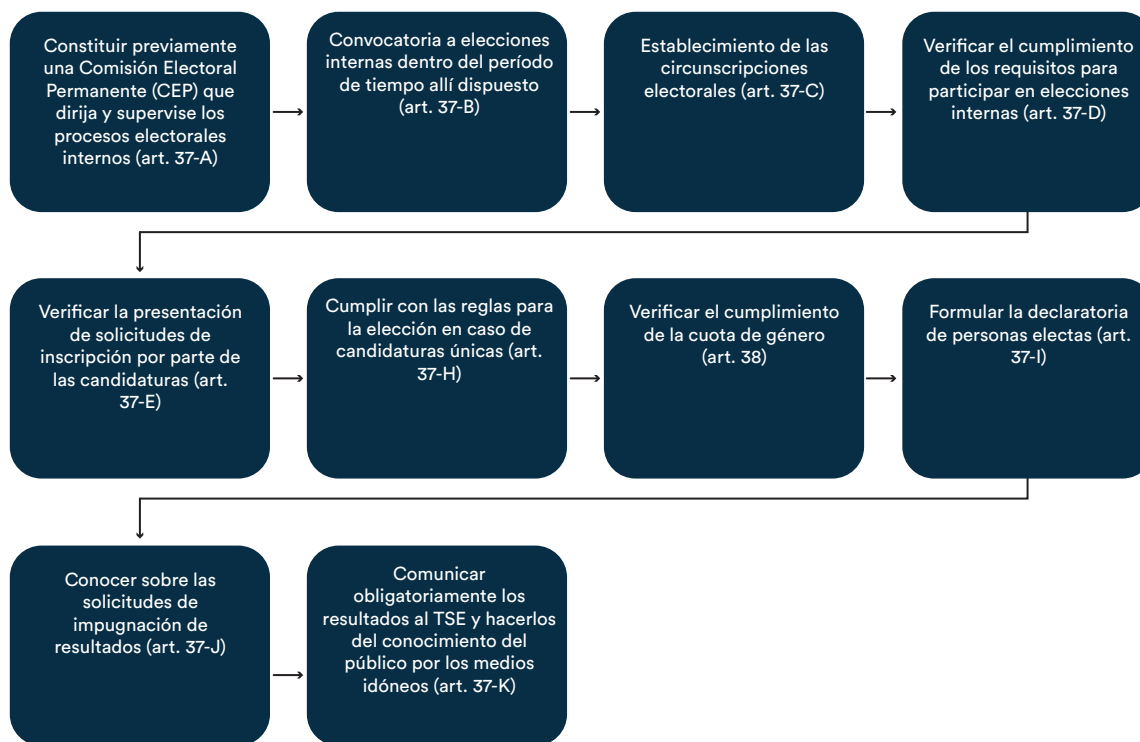 Constituir previamente
una Comisión Electoral
Permanente (CEP) que
dirija y supervise los
procesos electorales
internos (art. 37-A)
Convocatoria a elecciones
internas dentro del período
de tiempo allí dispuesto
(art. 37-B)
Establecimiento de las
circunscripciones
electorales (art. 37-C)
Verificar el cumplimiento
de los requisitos para
participar en elecciones
internas (art. 37-D)
Verificar la presentación
de solicitudes de
inscripción por parte de
las candidaturas (art.
37-E)
Cumplir con las reglas para
la elección en caso de
candidaturas únicas (art.
37-H)
Verificar el cumplimiento
de la cuota de género
(art. 38)
Formular la declaratoria
de personas electas (art.
37-I)
Conocer sobre las
solicitudes de
impugnación de
resultados (art. 37-J)
Comunicar
obligatoriamente los
resultados al TSE y hacerlos
del conocimiento del
público por los medios
idóneos (art. 37-K)